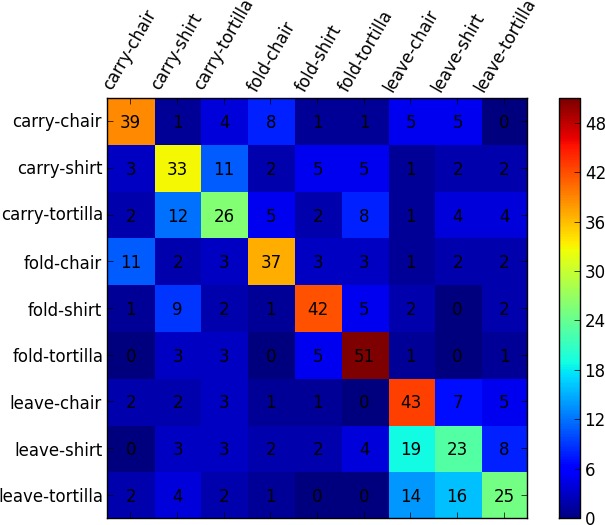 carry-chair carry-shirt carry-tortilla fold-chair fold-shirt fold-tortilla leave-chair leave-shirt leave-tortilla
carry-chair 39 1 4 8 1 1 5 5 0
carry-shirt 3 33 11 2 5 5 1 2 2
carry-tortilla 2 12 26 5 2 8 1 4 4
fold-chair 11 2 3 37 3 3 1 2 2
fold-shirt 1 9 2 1 42 5 2 0 2
fold-tortilla 0 3 3 0 5 51 1 0 1
leave-chair 2 2 3 1 1 0 43 7 5
leave-shirt 0 3 3 2 2 4 19 23 8
leave-tortilla 2 4 2 1 0 0 14 16 25
48
42
36
30
24
18
12
6
0